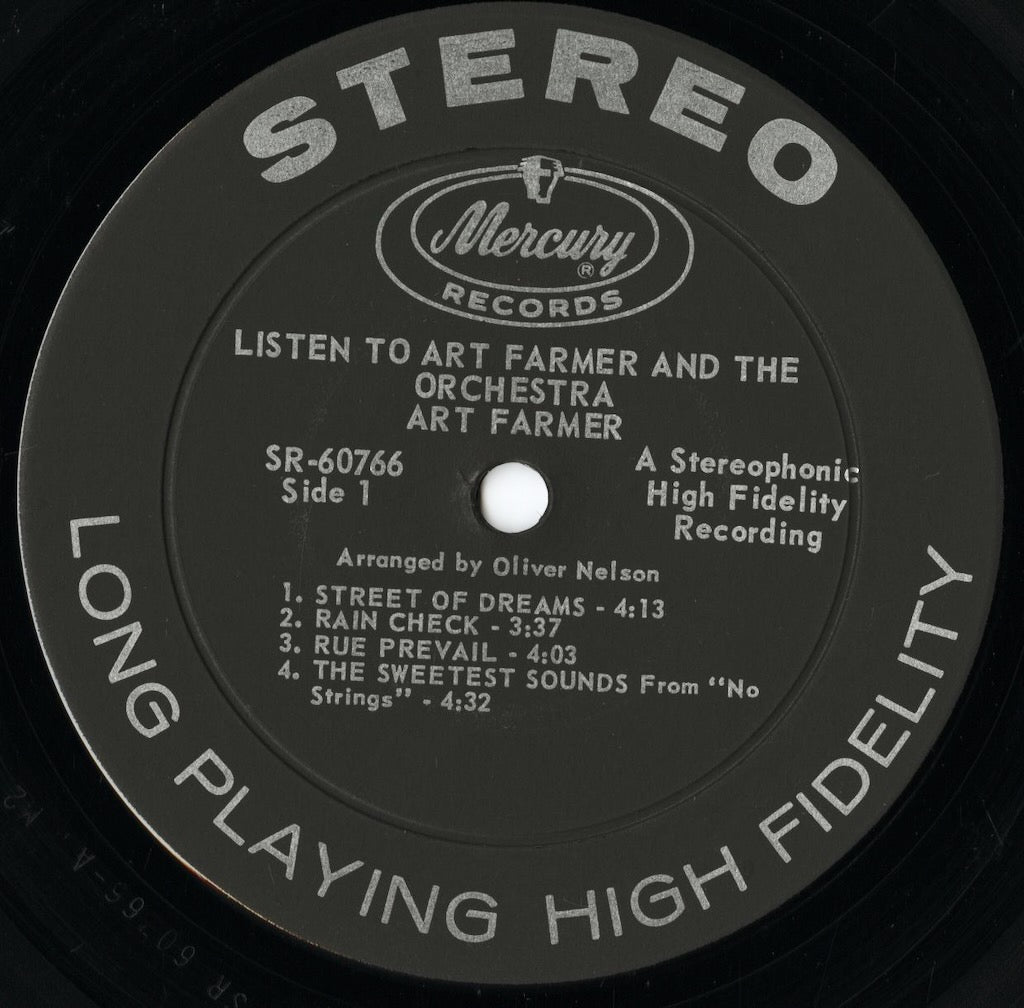 STEREO
Mercury ®
RECORDS
LISTEN TO ART FARMER AND THE
ORCHESTRA
ART FARMER
SR-60766
Side 1
A Stereophonic
High Fidelity
Recording
Arranged by Oliver Nelson
1. STREET OF DREAMS - 4:13
2. RAIN CHECK - 3:37
3. RUE PREVAIL - 4:03
4. THE SWEETEST SOUNDS From "No
Strings" - 4:32
LONG PLAYING HIGH FIDELITY